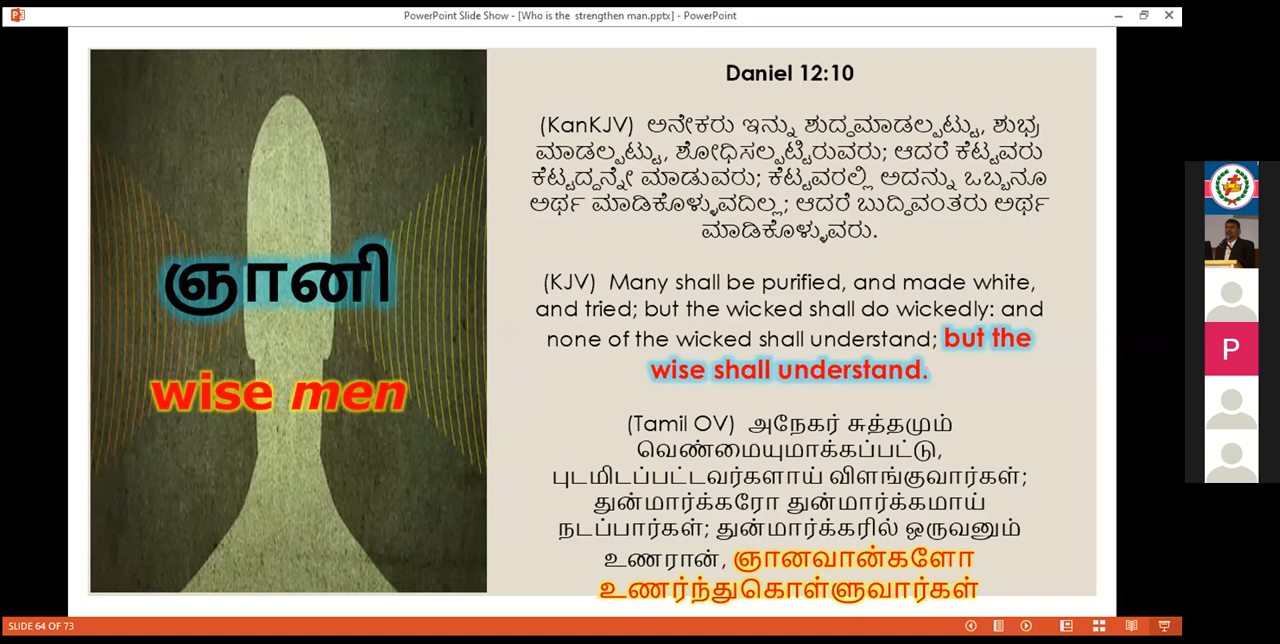 PowerPoint Slide Show - [Who is the strengthen man.pptx] - PowerPoint
ஞானி
wise men
Daniel 12:10
(KanKJV) ಅನೇಕರು ಇನ್ನು ಶುದ್ಧಮಾಡಲ್ಪಟ್ಟು, ಶುಭ್ರ
ಮಾಡಲ್ಪಟ್ಟು, ಶೋಧಿಸಲ್ಪಟ್ಟಿರುವರು; ಆದರೆ ಕೆಟ್ಟವರು
ಕೆಟ್ಟದ್ದನ್ನೇ ಮಾಡುವರು; ಕೆಟ್ಟವರಲ್ಲಿ ಅದನ್ನು ಒಬ್ಬನೂ
ಅರ್ಥ ಮಾಡಿಕೊಳ್ಳುವದಿಲ್ಲ; ಆದರೆ ಬುದ್ಧಿವಂತರು ಅರ್ಥ
ಮಾಡಿಕೊಳ್ಳುವರು.
(KJV) Many shall be purified, and made white,
and tried; but the wicked shall do wickedly: and
none of the wicked shall understand; but the
wise shall understand.
(Tamil OV) அநேகர் சுத்தமும்
வெண்மையுமாக்கப்பட்டு,
புடமிடப்பட்டவர்களாய் விளங்குவார்கள்;
துன்மார்க்கரோ துன்மார்க்கமாய்
நடப்பார்கள்; துன்மார்க்கரில் ஒருவனும்
உணரான், ஞானவான்களோ
உணர்ந்துகொள்ளுவார்கள்
P
SLIDE 64 OF 73